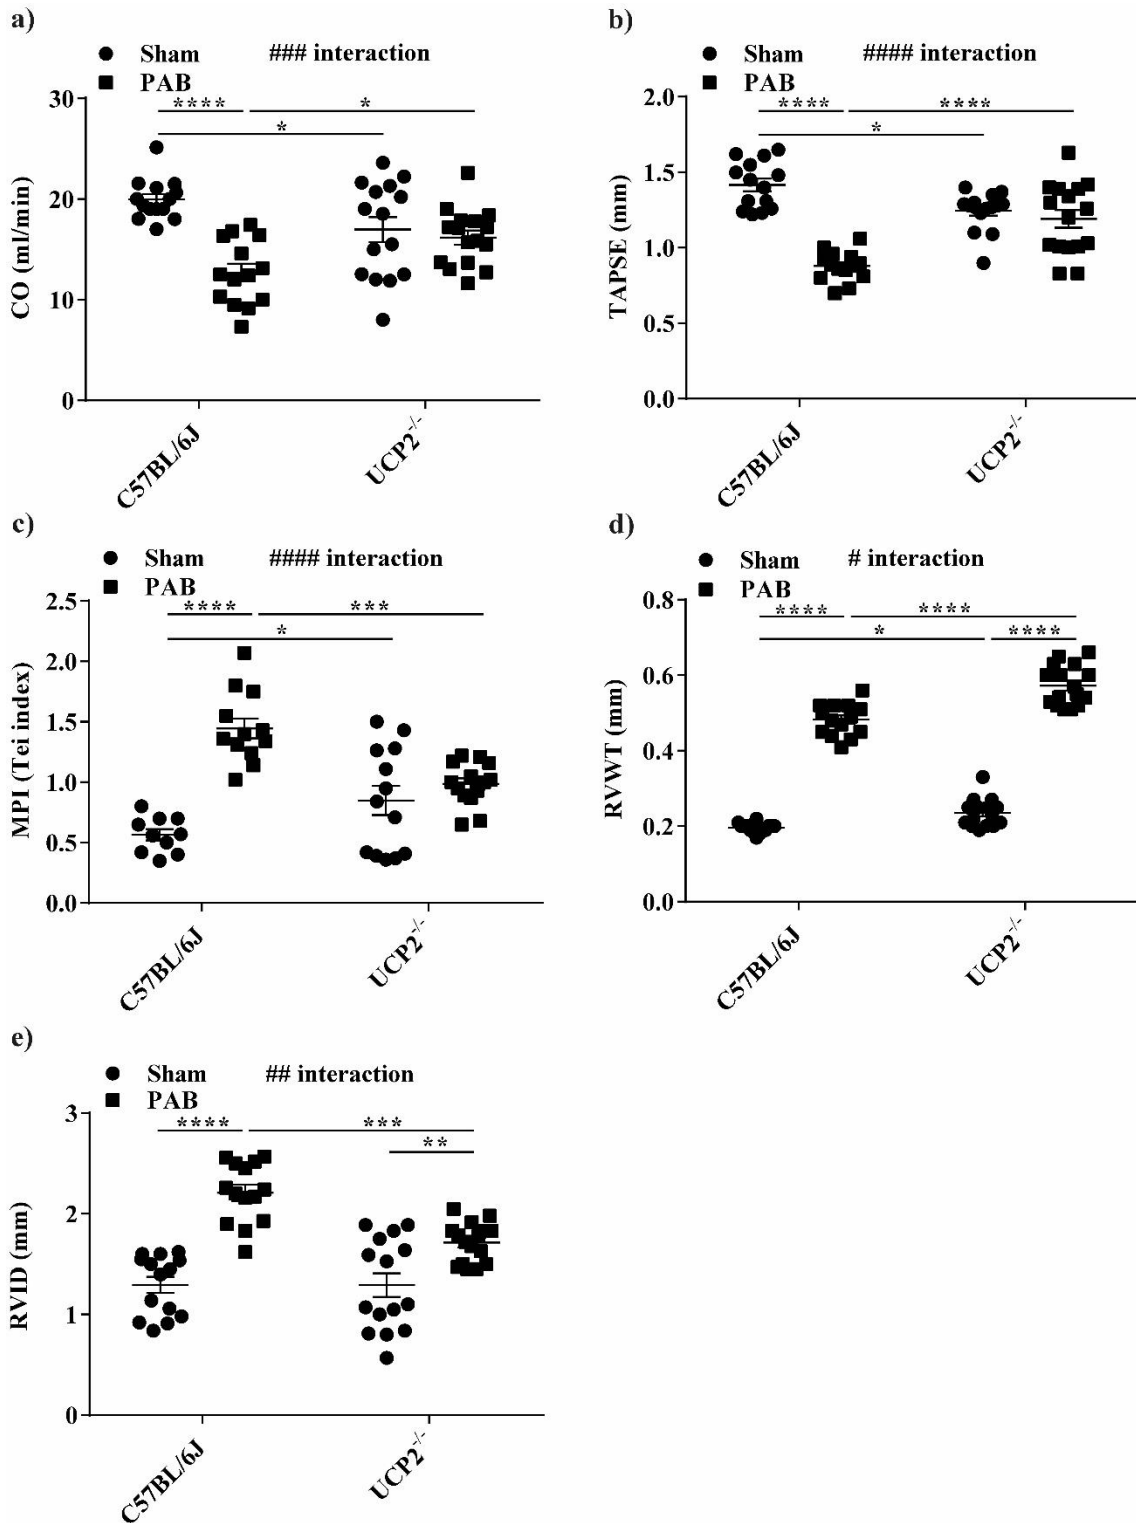 a)
Sham ### interaction
PAB
30
20
10
0
CO (ml/min)
****
*
*
C57BL/6J
UCP2-/-
b)
Sham #### interaction
PAB
2.0
1.5
1.0
0.5
0.0
TAPSE (mm)
****
****
*
C57BL/6J
UCP2-/-
c)
Sham #### interaction
PAB
2.5
2.0
1.5
1.0
0.5
0.0
MPI (Tei index)
****
***
*
C57BL/6J
UCP2-/-
d)
Sham # interaction
PAB
0.8
0.6
0.4
0.2
0.0
RVWT (mm)
****
****
*
****
C57BL/6J
UCP2-/-
e)
Sham ## interaction
PAB
3
2
1
0
RVID (mm)
****
***
**
C57BL/6J
UCP2-/-